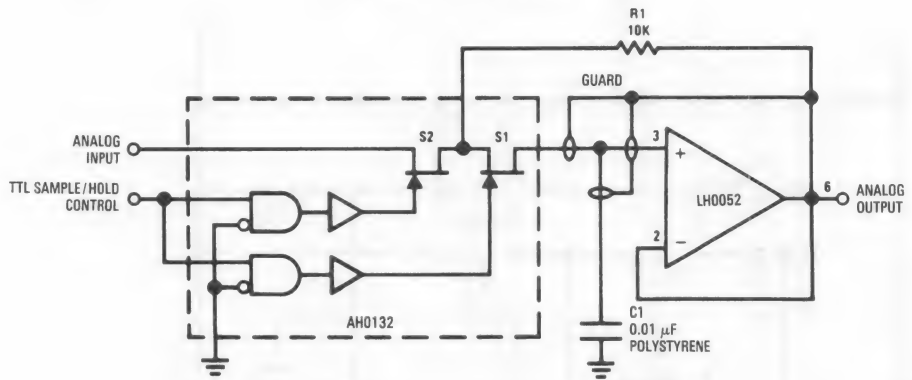 R1
10K
GUARD
ANALOG
INPUT
S2
S1
3
+
TTL SAMPLE/HOLD
CONTROL
LH0052
6
ANALOG
OUTPUT
2
−
AH0132
C1
0.01 μF
POLYSTYRENE